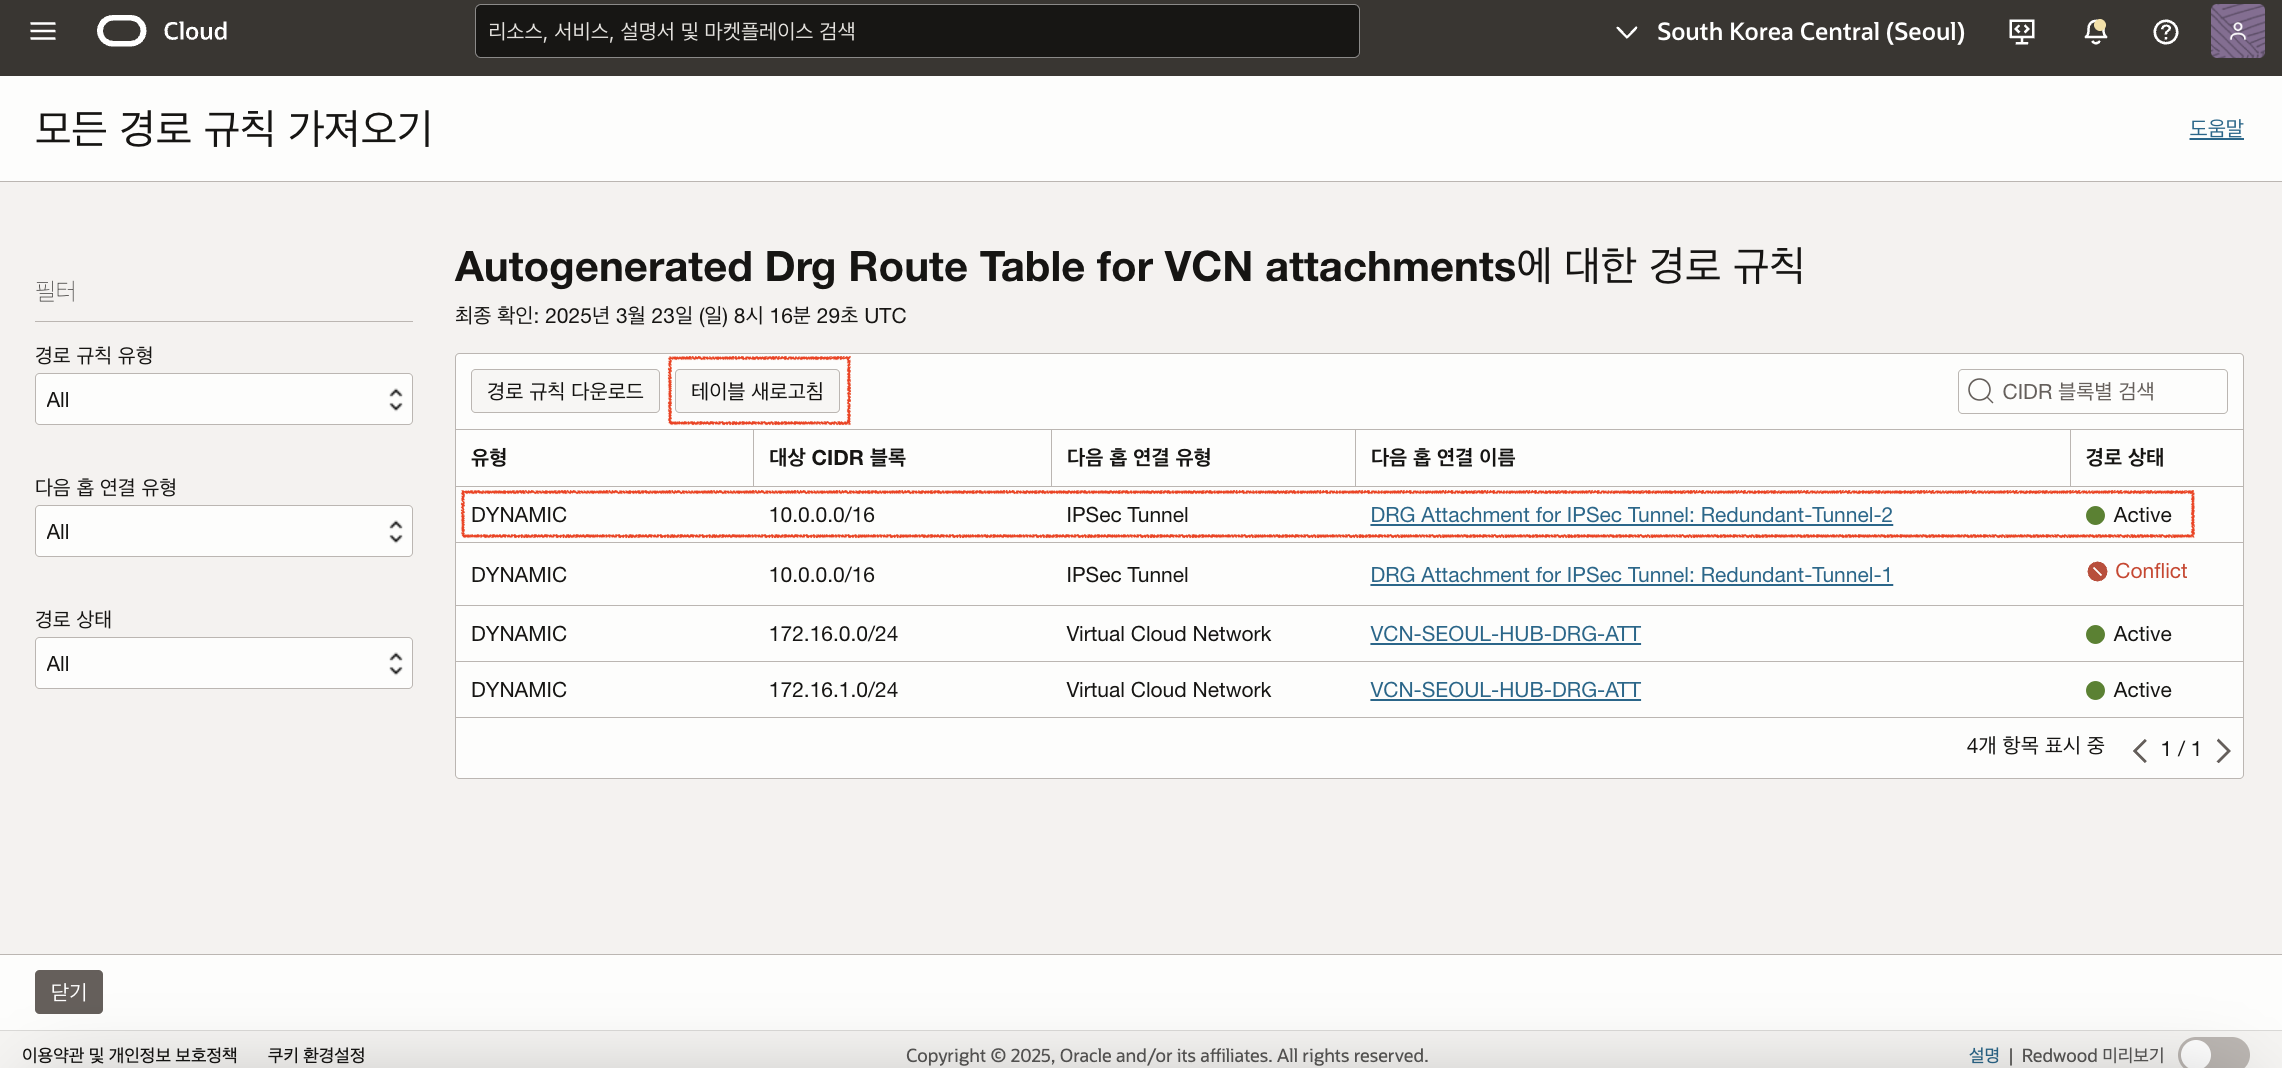 Cloud
리소스, 서비스, 설명서 및 마켓플레이스 검색
South Korea Central (Seoul)
모든 경로 규칙 가져오기
도움말
필터
경로 규칙 유형
All
다음 홉 연결 유형
All
경로 상태
All
Autogenerated Drg Route Table for VCN attachments에 대한 경로 규칙
최종 확인: 2025년 3월 23일 (일) 8시 16분 29초 UTC
경로 규칙 다운로드 테이블 새로고침 CIDR 블록별 검색
유형 대상 CIDR 블록 다음 홉 연결 유형 다음 홉 연결 이름 경로 상태
DYNAMIC 10.0.0.0/16 IPSec Tunnel DRG Attachment for IPSec Tunnel: Redundant-Tunnel-2 Active
DYNAMIC 10.0.0.0/16 IPSec Tunnel DRG Attachment for IPSec Tunnel: Redundant-Tunnel-1 Conflict
DYNAMIC 172.16.0.0/24 Virtual Cloud Network VCN-SEOUL-HUB-DRG-ATT Active
DYNAMIC 172.16.1.0/24 Virtual Cloud Network VCN-SEOUL-HUB-DRG-ATT Active
4개 항목 표시 중 1 / 1
닫기
이용약관 및 개인정보 보호정책 쿠키 환경설정 Copyright © 2025, Oracle and/or its affiliates. All rights reserved. 설명 | Redwood 미리보기